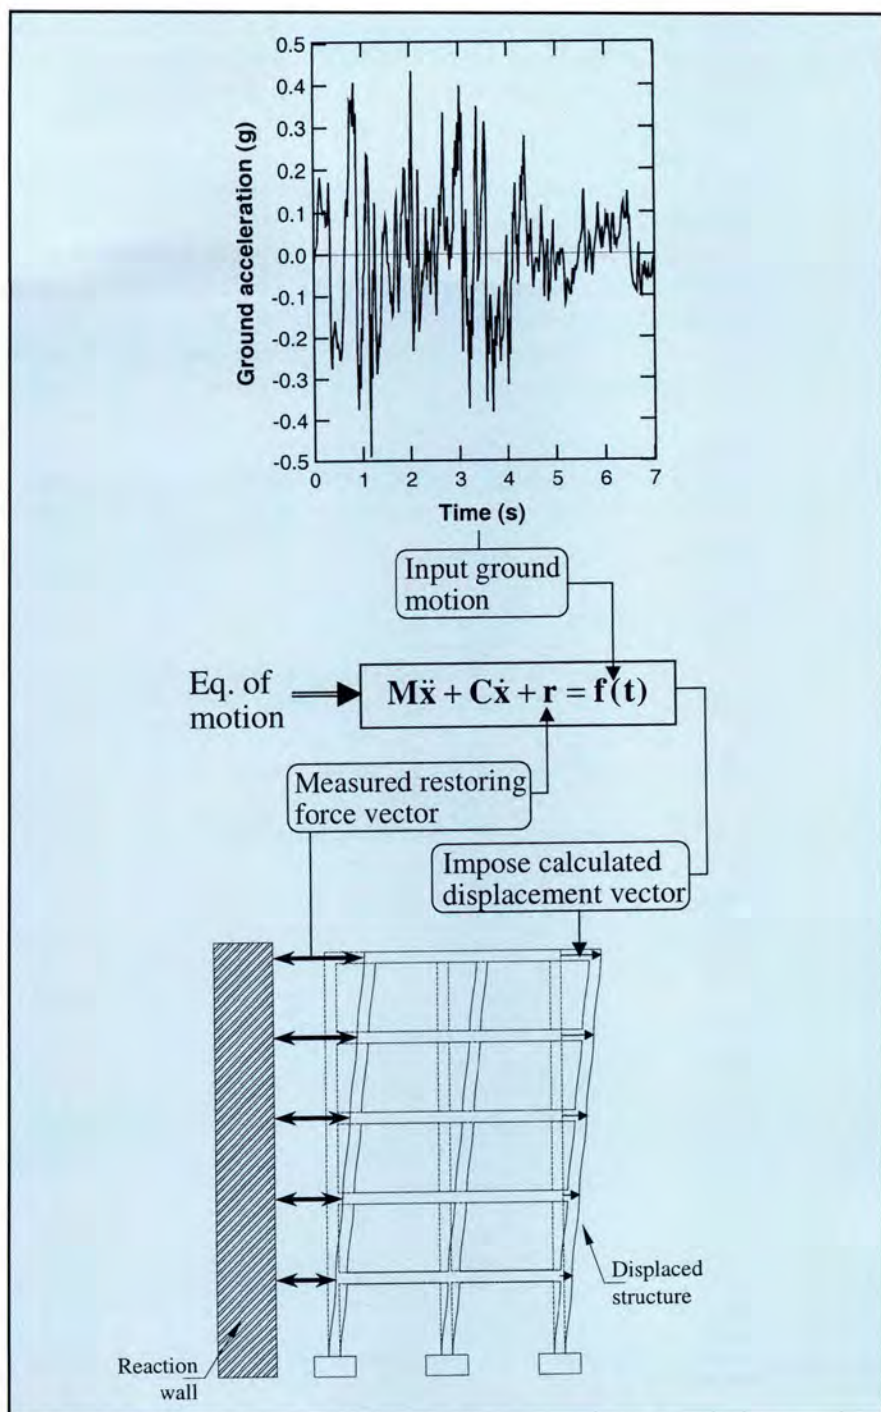 0.5
0.4
0.3
0.2
0.1
0.0
-0.1
-0.2
-0.3
-0.4
-0.5
Ground acceleration (g)
0 1 2 3 4 5 6 7
Time (s)
Input ground
motion
Eq. of
motion
Mẍ + Cẋ + r = f(t)
Measured restoring
force vector
Impose calculated
displacement vector
Displaced
structure
Reaction
wall